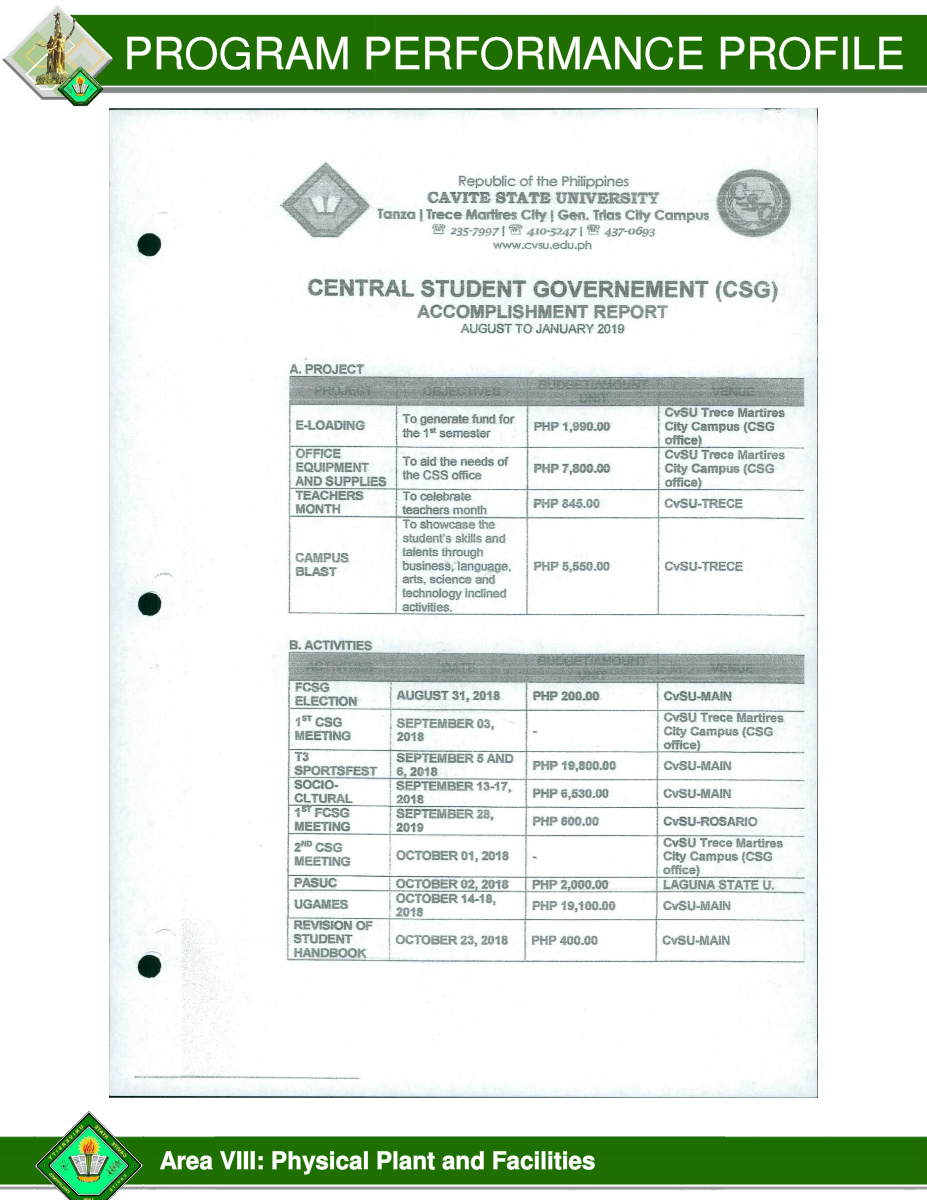 PROGRAM PERFORMANCE PROFILE
Republic of the Philippines
CAVITE STATE UNIVERSITY
Tanza | Trece Martires City | Gen. Trias City Campus
☏ 235-7997 | ☏ 410-5247 | ☏ 437-0693
www.cvsu.edu.ph
CENTRAL STUDENT GOVERNEMENT (CSG)
ACCOMPLISHMENT REPORT
AUGUST TO JANUARY 2019
A. PROJECT
PROJECT OBJECTIVES BUDGET/AMOUNT UNIT VENUE
E-LOADING To generate fund for the 1st semester PHP 1,990.00 CvSU Trece Martires City Campus (CSG office)
OFFICE EQUIPMENT AND SUPPLIES To aid the needs of the CSS office PHP 7,800.00 CvSU Trece Martires City Campus (CSG office)
TEACHERS MONTH To celebrate teachers month PHP 845.00 CvSU-TRECE
CAMPUS BLAST To showcase the student's skills and talents through business, language, arts, science and technology inclined activities. PHP 5,550.00 CvSU-TRECE
B. ACTIVITIES
ACTIVITIES DATE BUDGET/AMOUNT UNIT VENUE
FCSG ELECTION AUGUST 31, 2018 PHP 200.00 CvSU-MAIN
1ST CSG MEETING SEPTEMBER 03, 2018 - CvSU Trece Martires City Campus (CSG office)
T3 SPORTSFEST SEPTEMBER 5 AND 6, 2018 PHP 19,800.00 CvSU-MAIN
SOCIO-CLTURAL SEPTEMBER 13-17, 2018 PHP 6,530.00 CvSU-MAIN
1ST FCSG MEETING SEPTEMBER 28, 2019 PHP 600.00 CvSU-ROSARIO
2ND CSG MEETING OCTOBER 01, 2018 - CvSU Trece Martires City Campus (CSG office)
PASUC OCTOBER 02, 2018 PHP 2,000.00 LAGUNA STATE U.
UGAMES OCTOBER 14-18, 2018 PHP 19,100.00 CvSU-MAIN
REVISION OF STUDENT HANDBOOK OCTOBER 23, 2018 PHP 400.00 CvSU-MAIN
Area VIII: Physical Plant and Facilities